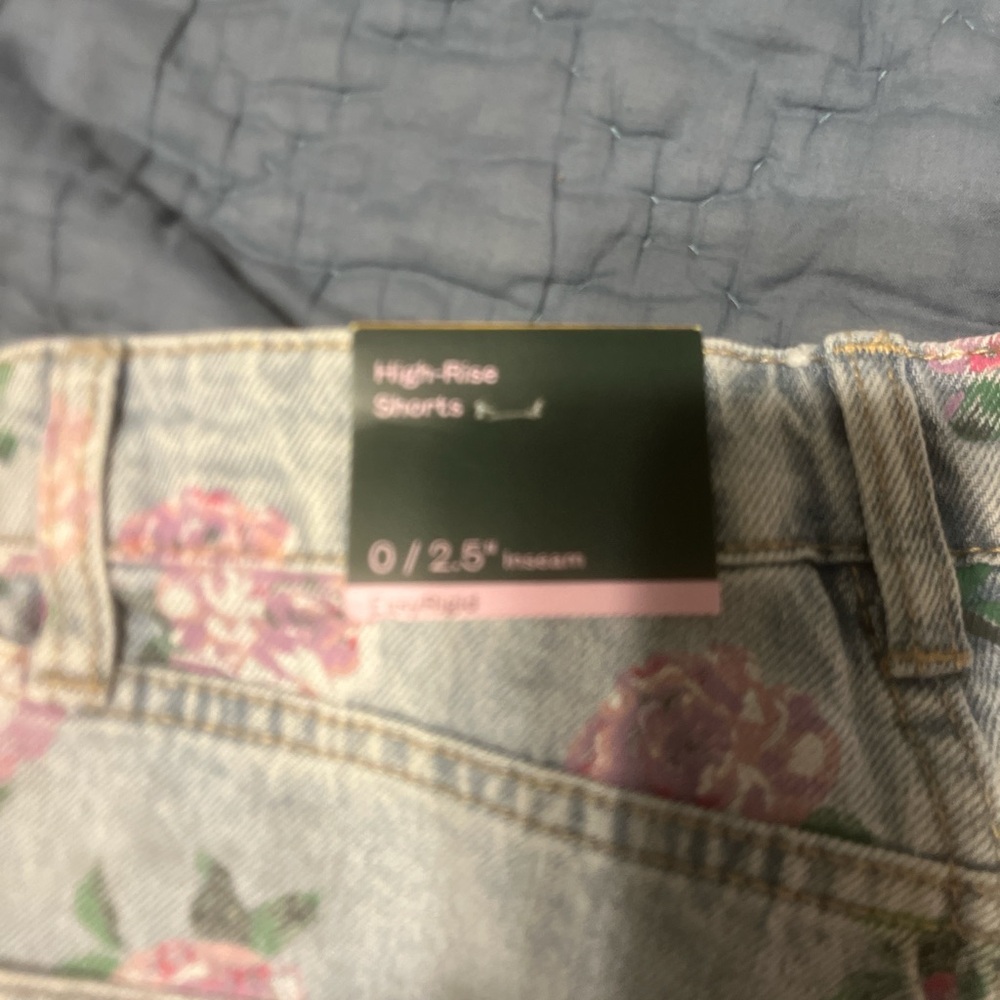 High-Rise
Shorts
0 / 2.5" Inseam